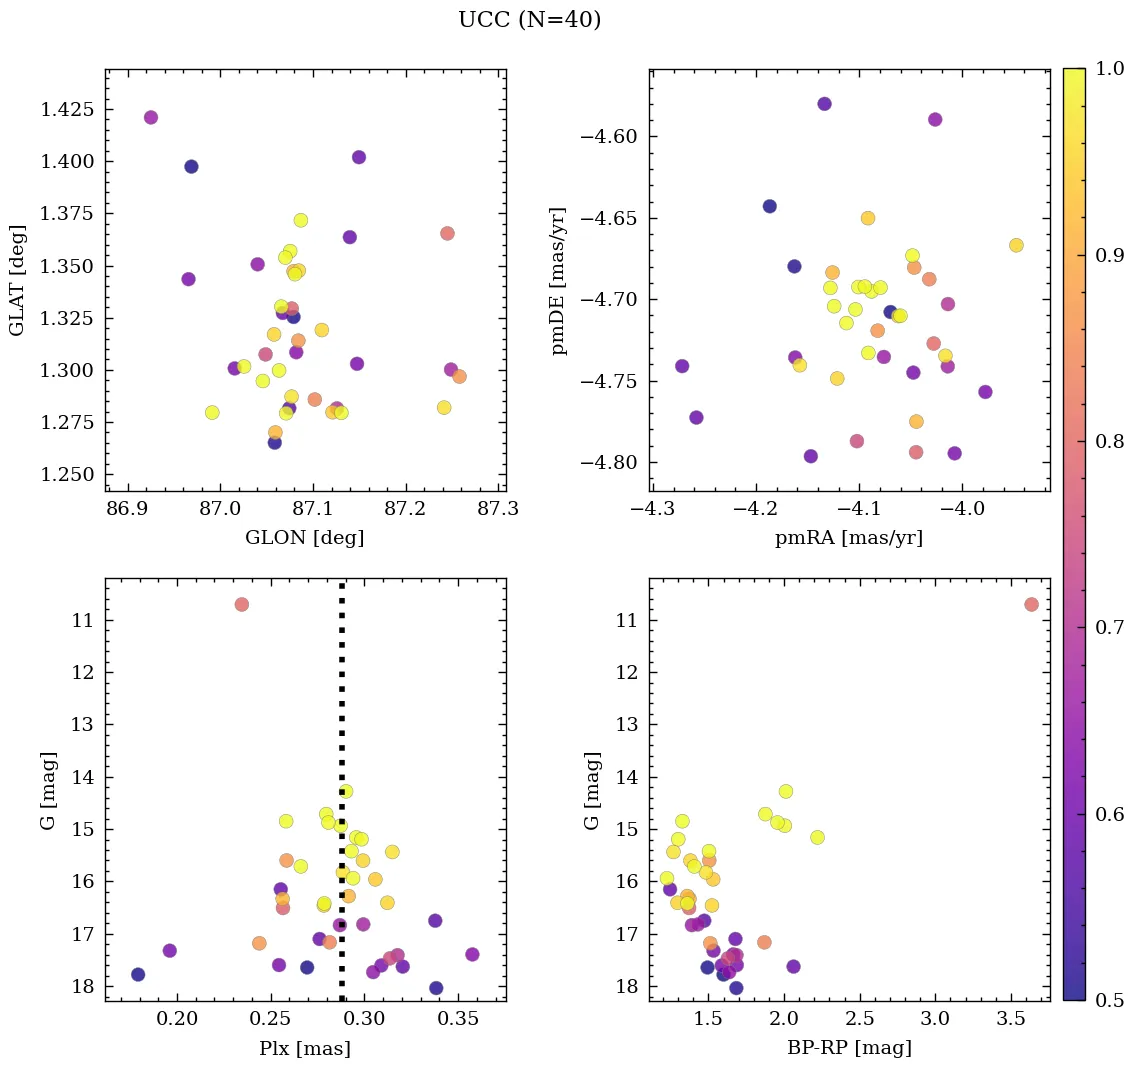 UCC (N=40)
1.425
1.400
1.375
1.350
1.325
1.300
1.275
1.250
GLAT [deg]
86.9 87.0 87.1 87.2 87.3
GLON [deg]
−4.60
−4.65
−4.70
−4.75
−4.80
pmDE [mas/yr]
−4.3 −4.2 −4.1 −4.0
pmRA [mas/yr]
1.0
0.9
0.8
0.7
0.6
0.5
11
12
13
14
15
16
17
18
G [mag]
0.20 0.25 0.30 0.35
Plx [mas]
11
12
13
14
15
16
17
18
G [mag]
1.5 2.0 2.5 3.0 3.5
BP-RP [mag]